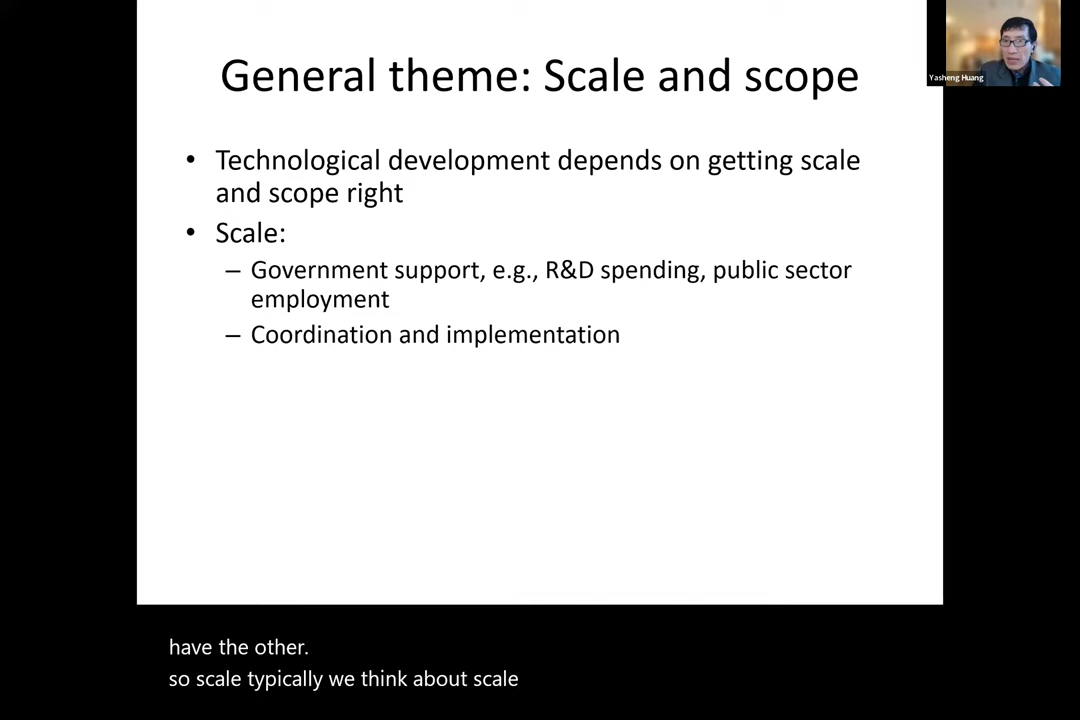 General theme: Scale and scope
Yasheng Huang
• Technological development depends on getting scale
and scope right
• Scale:
– Government support, e.g., R&D spending, public sector
employment
– Coordination and implementation
have the other.
so scale typically we think about scale